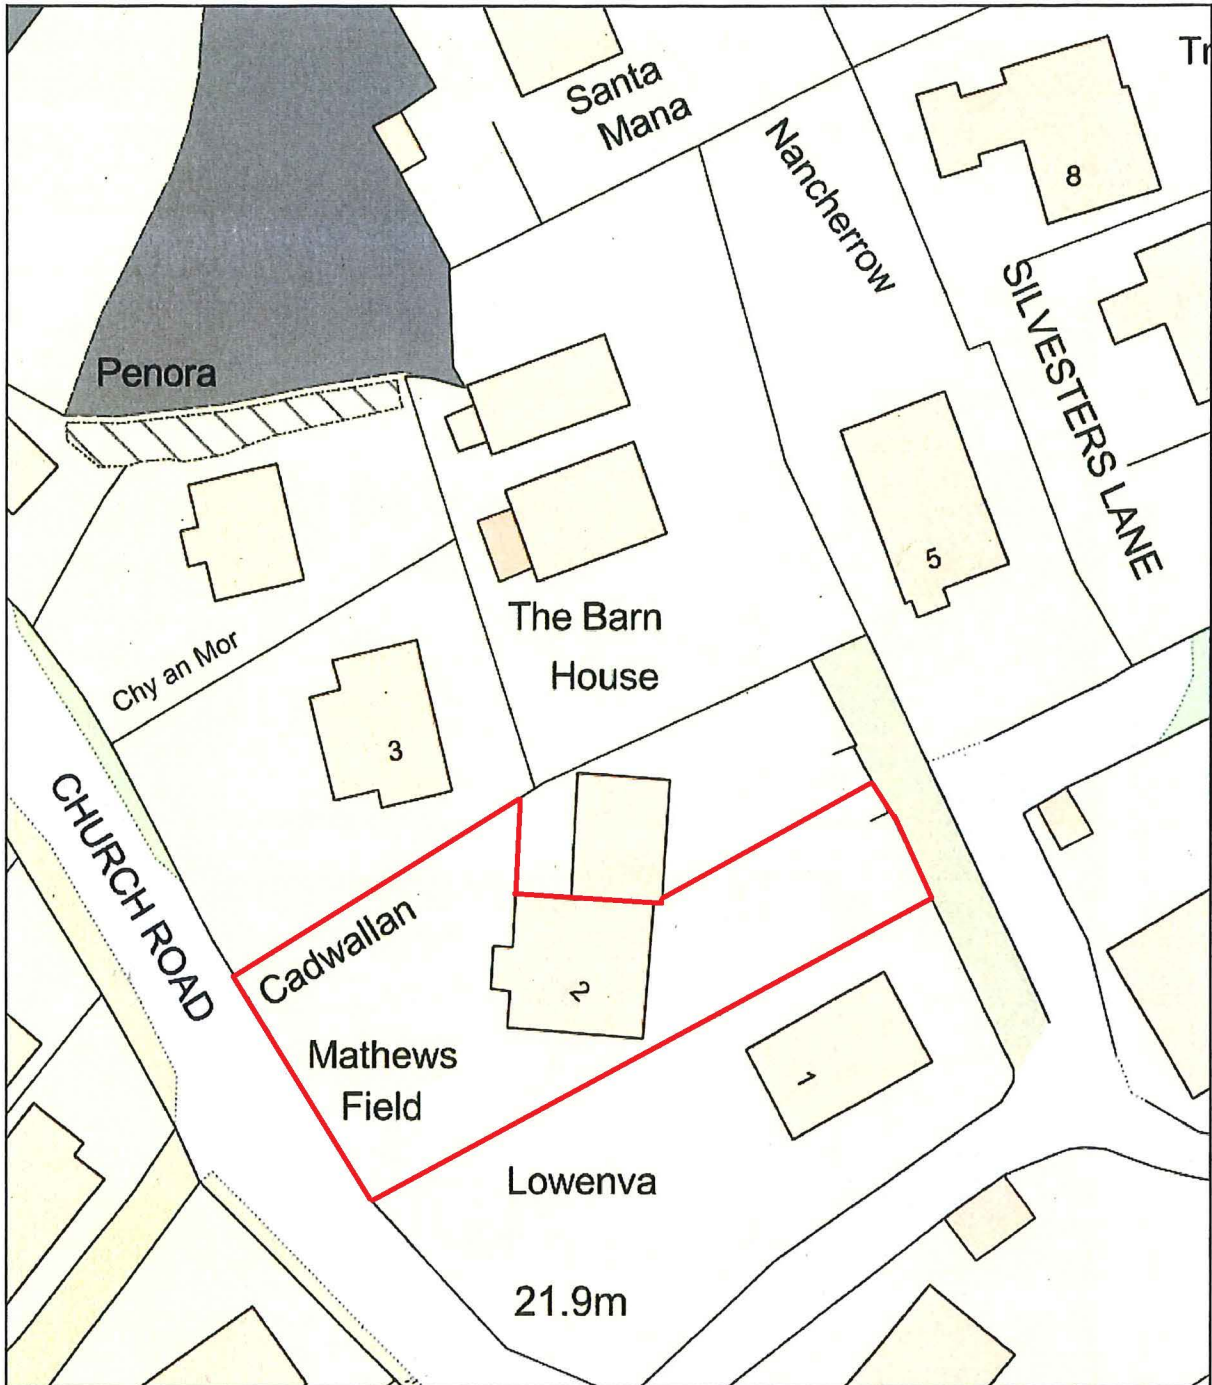 Santa
Mana
Tr
Nancherrow
8
SILVESTERS LANE
Penora
5
The Barn
House
Chy an Mor
3
CHURCH ROAD
Cadwallan
2
Mathews
Field
1
Lowenva
21.9m